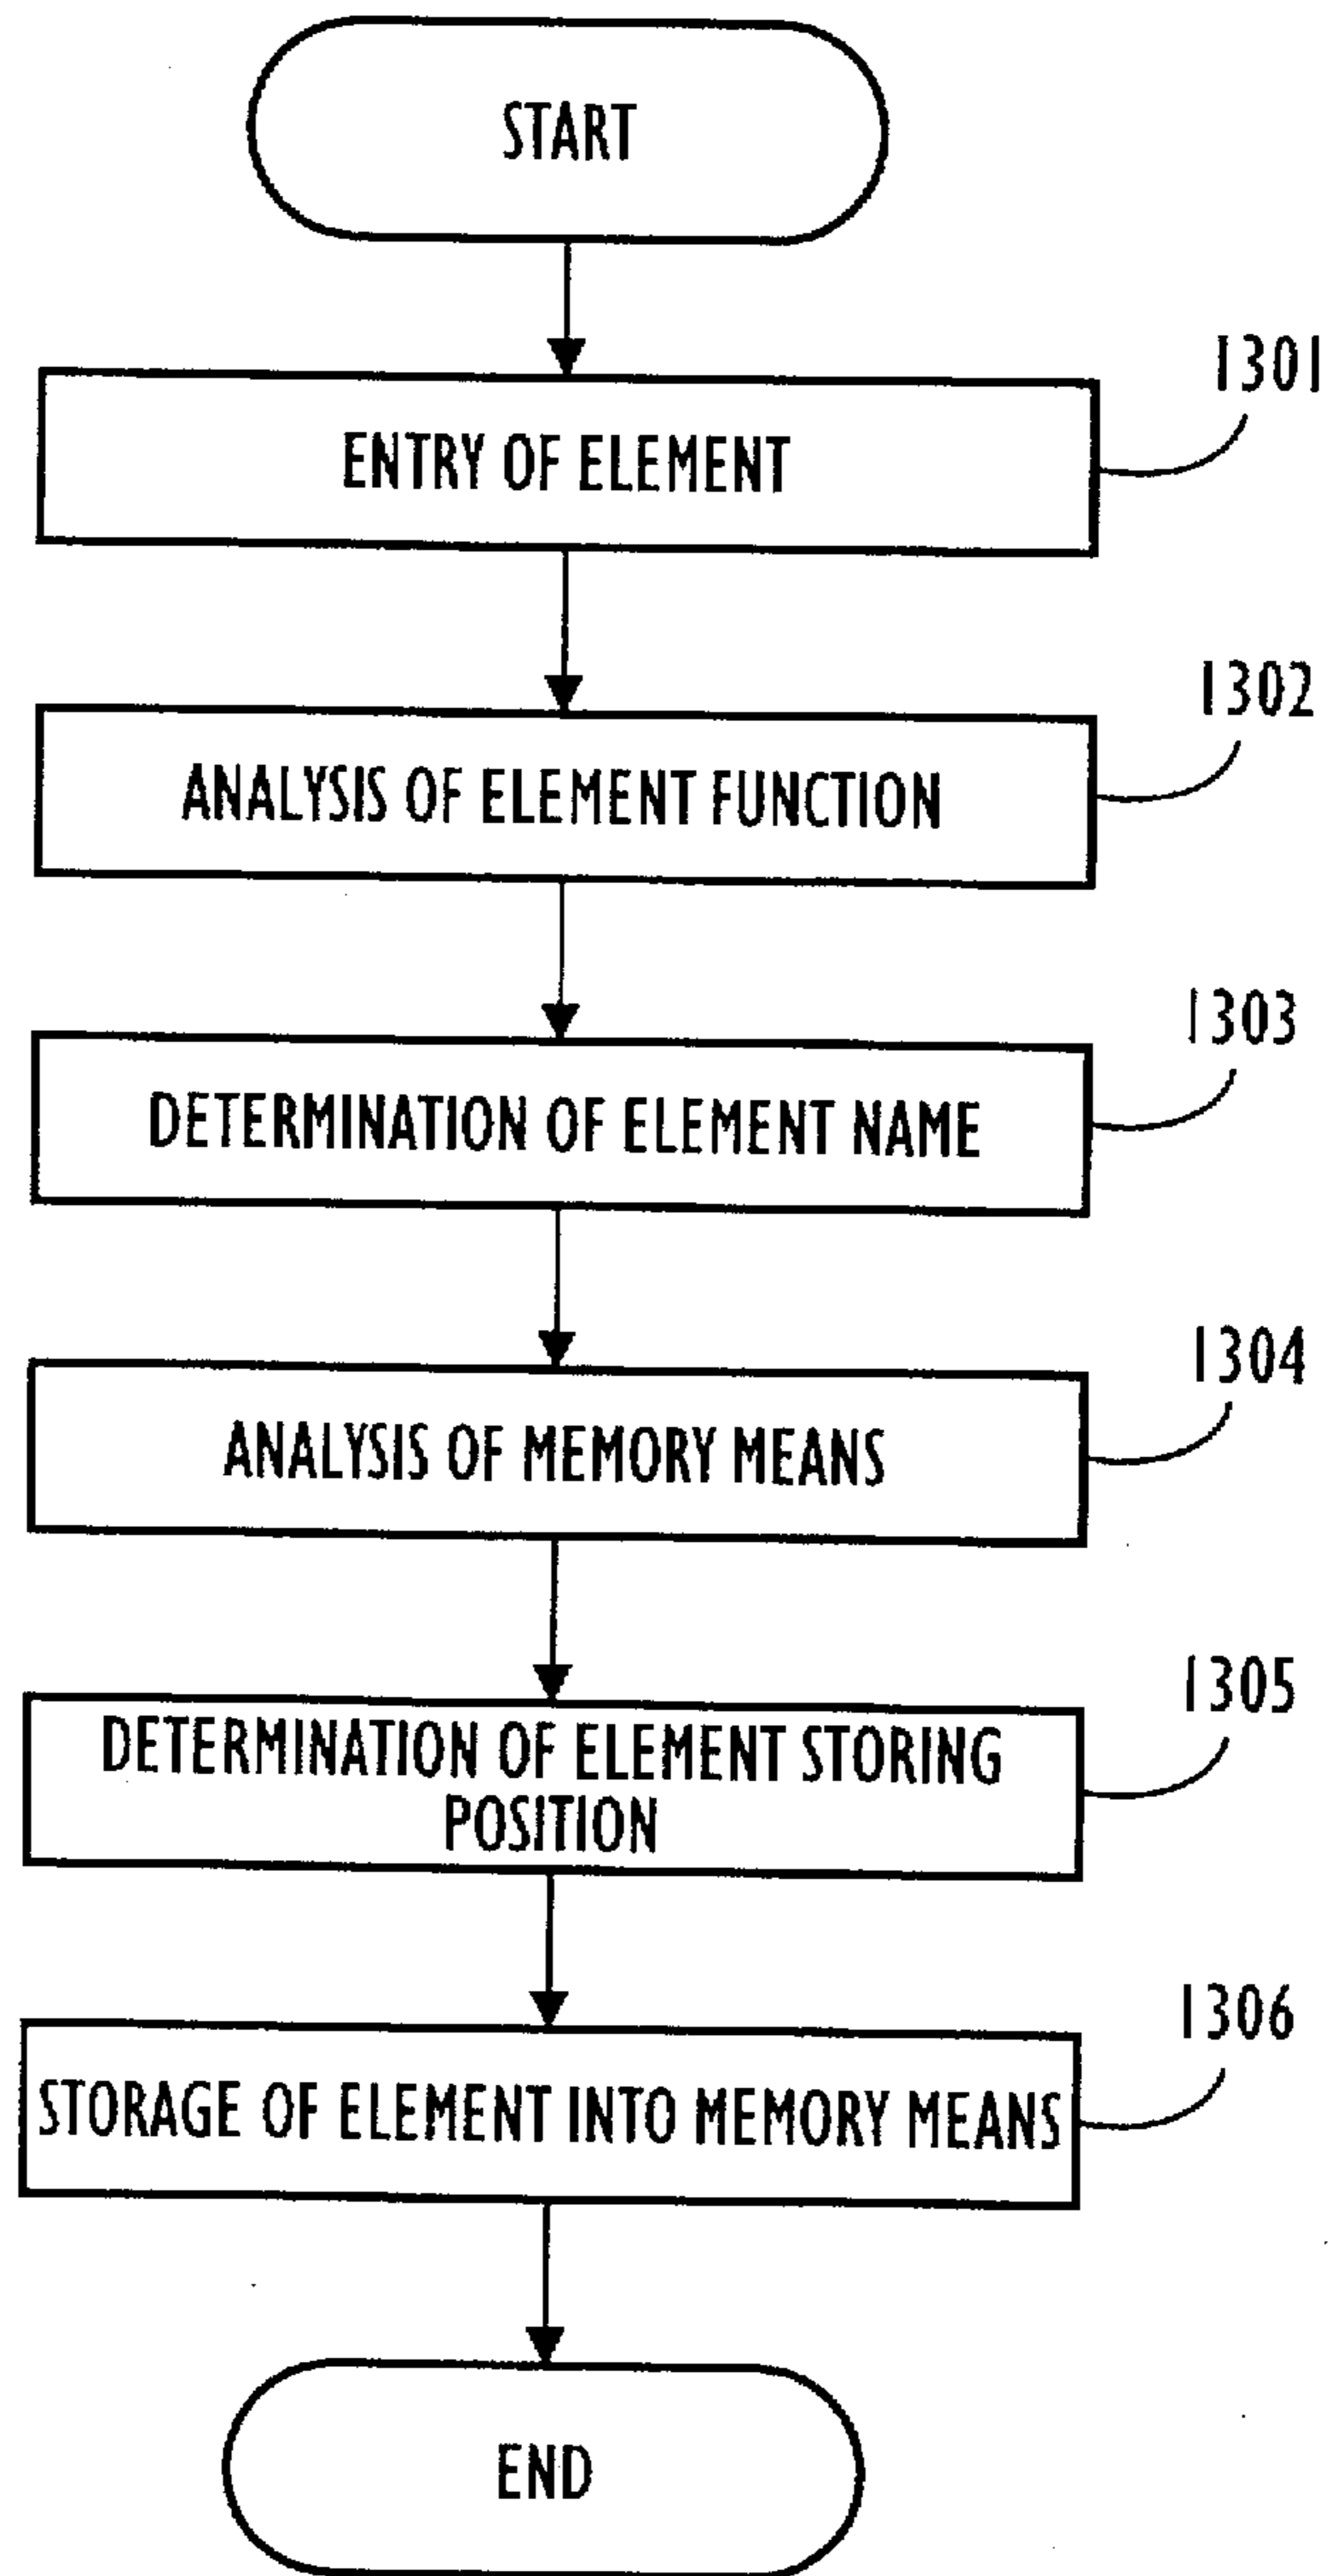 START
1301
ENTRY OF ELEMENT
1302
ANALYSIS OF ELEMENT FUNCTION
1303
DETERMINATION OF ELEMENT NAME
1304
ANALYSIS OF MEMORY MEANS
1305
DETERMINATION OF ELEMENT STORING
POSITION
1306
STORAGE OF ELEMENT INTO MEMORY MEANS
END